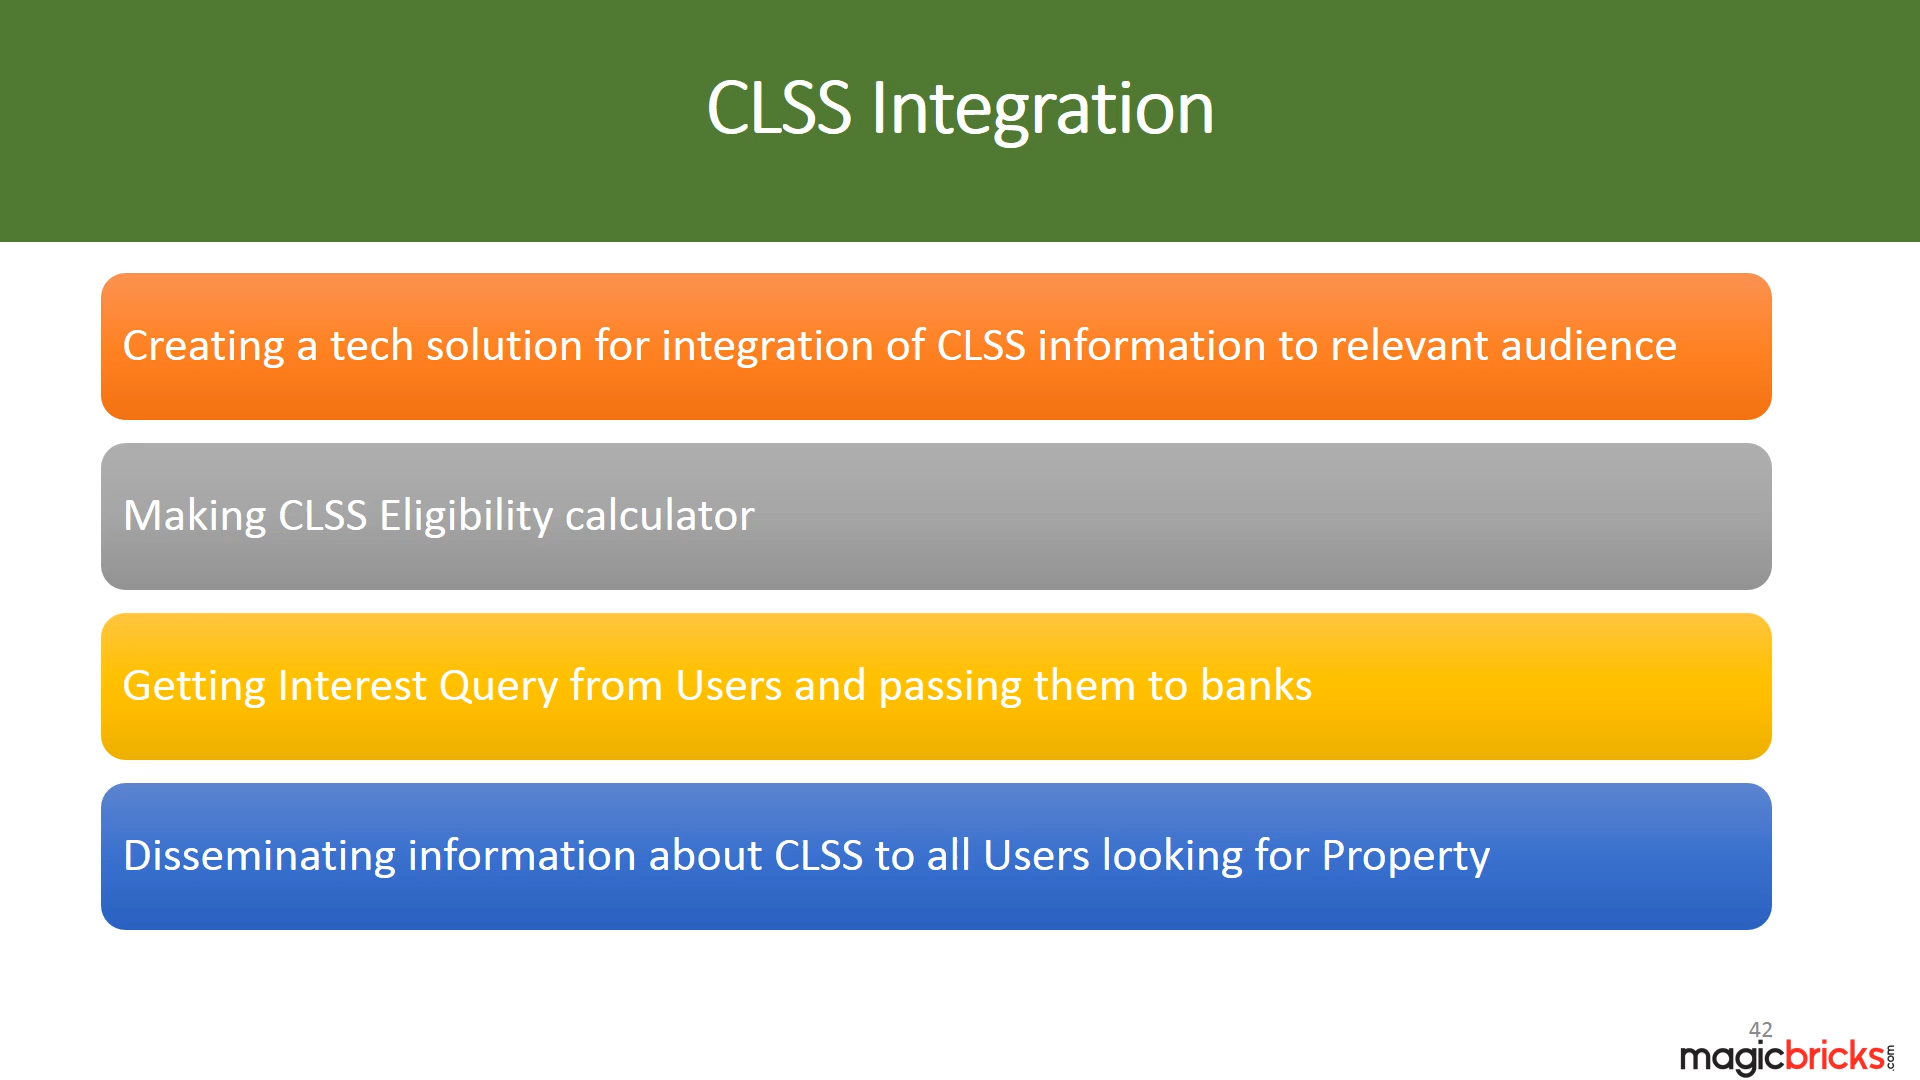 CLSS Integration
Creating a tech solution for integration of CLSS information to relevant audience
Making CLSS Eligibility calculator
Getting Interest Query from Users and passing them to banks
Disseminating information about CLSS to all Users looking for Property
42
magicbricks.com